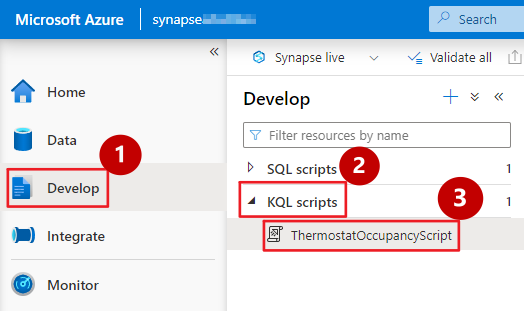 Microsoft Azure synapse
Search
«
Synapse live
Validate all
Home
Data
Develop
Integrate
Monitor
Develop
Filter resources by name
SQL scripts 1
KQL scripts 1
ThermostatOccupancyScript
1
2
3